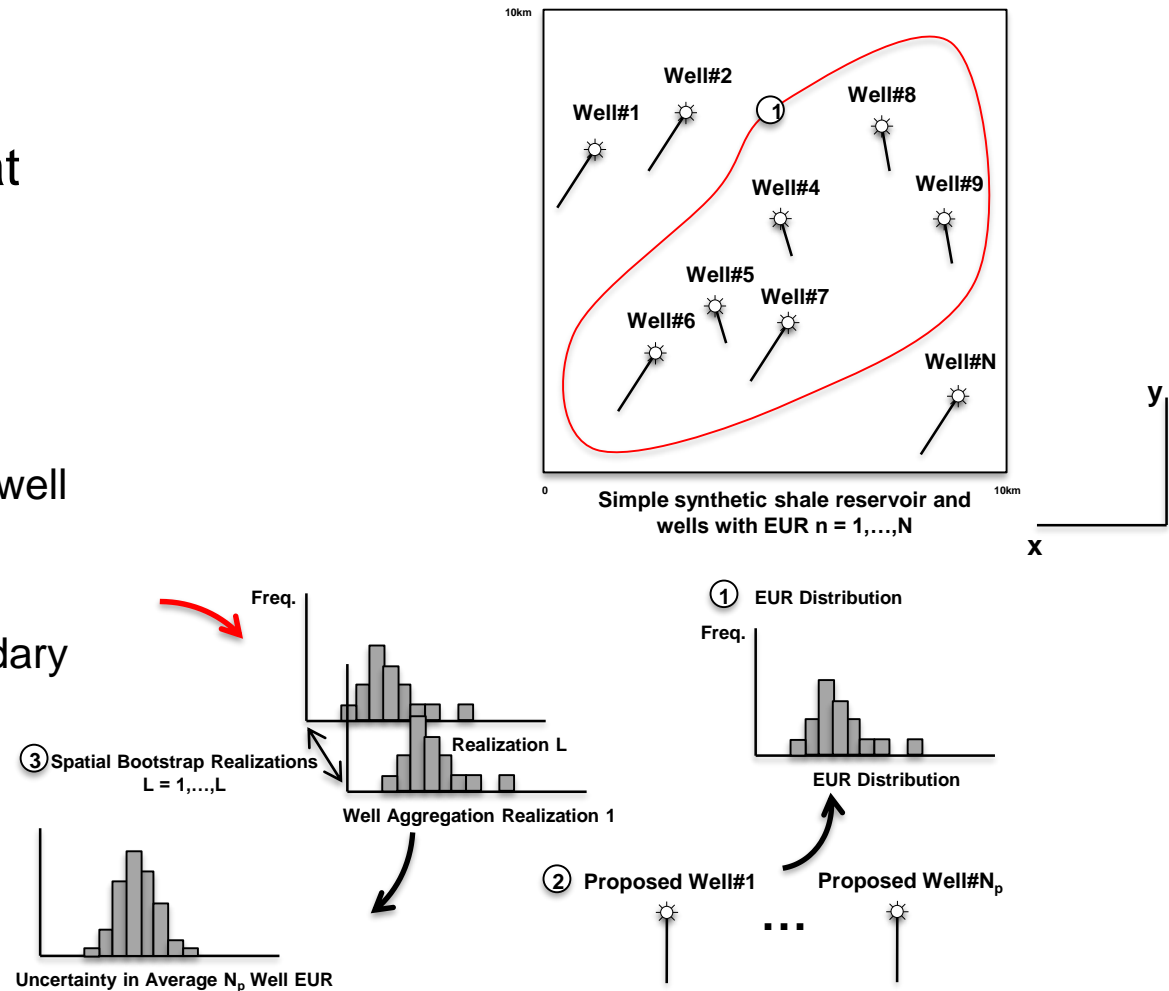 10km
Well#2
Well#1
1
Well#8
at
Well#4
Well#9
Well#5
Well#7
Well#6
Well#N
y
well
0
10km
Simple synthetic shale reservoir and
wells with EUR n = 1,…,N
x
1 EUR Distribution
Freq.
Freq.
dary
Realization L
3 Spatial Bootstrap Realizations
L = 1,…,L
EUR Distribution
Well Aggregation Realization 1
2 Proposed Well#1
Proposed Well#Np
...
Uncertainty in Average Np Well EUR